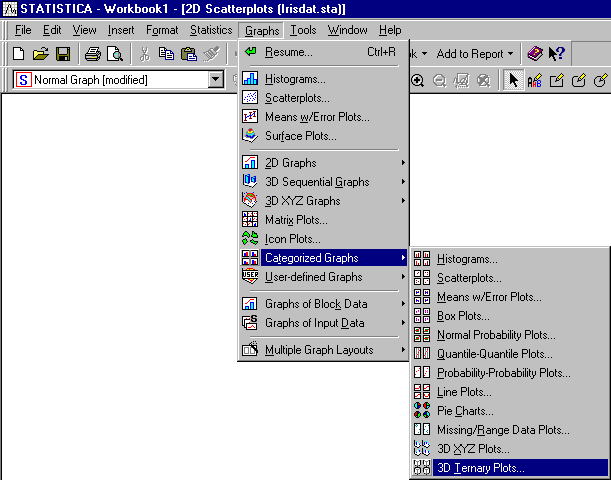 STATISTICA - Workbook1 - [2D Scatterplots (Irisdat.sta)]
File Edit View Insert Format Statistics Graphs Tools Window Help
Resume... Ctrl+R
Add to Report
Normal Graph [modified]
Histograms...
Scatterplots...
Means w/Error Plots...
Surface Plots...
2D Graphs
3D Sequential Graphs
3D XYZ Graphs
Matrix Plots...
Icon Plots...
Categorized Graphs
User-defined Graphs
Graphs of Block Data
Graphs of Input Data
Multiple Graph Layouts
Histograms...
Scatterplots...
Means w/Error Plots...
Box Plots...
Normal Probability Plots...
Quantile-Quantile Plots...
Probability-Probability Plots...
Line Plots...
Pie Charts...
Missing/Range Data Plots...
3D XYZ Plots...
3D Ternary Plots...